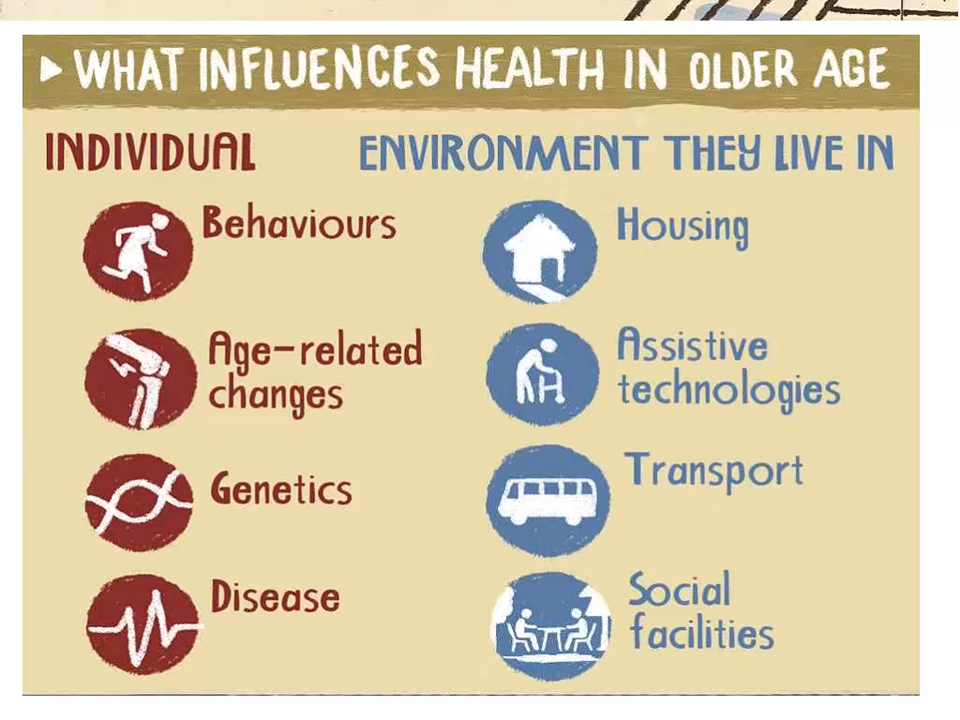 WHAT INFLUENCES HEALTH IN OLDER AGE
INDIVIDUAL
Behaviours
Age-related
changes
Genetics
Disease
ENVIRONMENT THEY LIVE IN
Housing
Assistive
technologies
Transport
Social
facilities